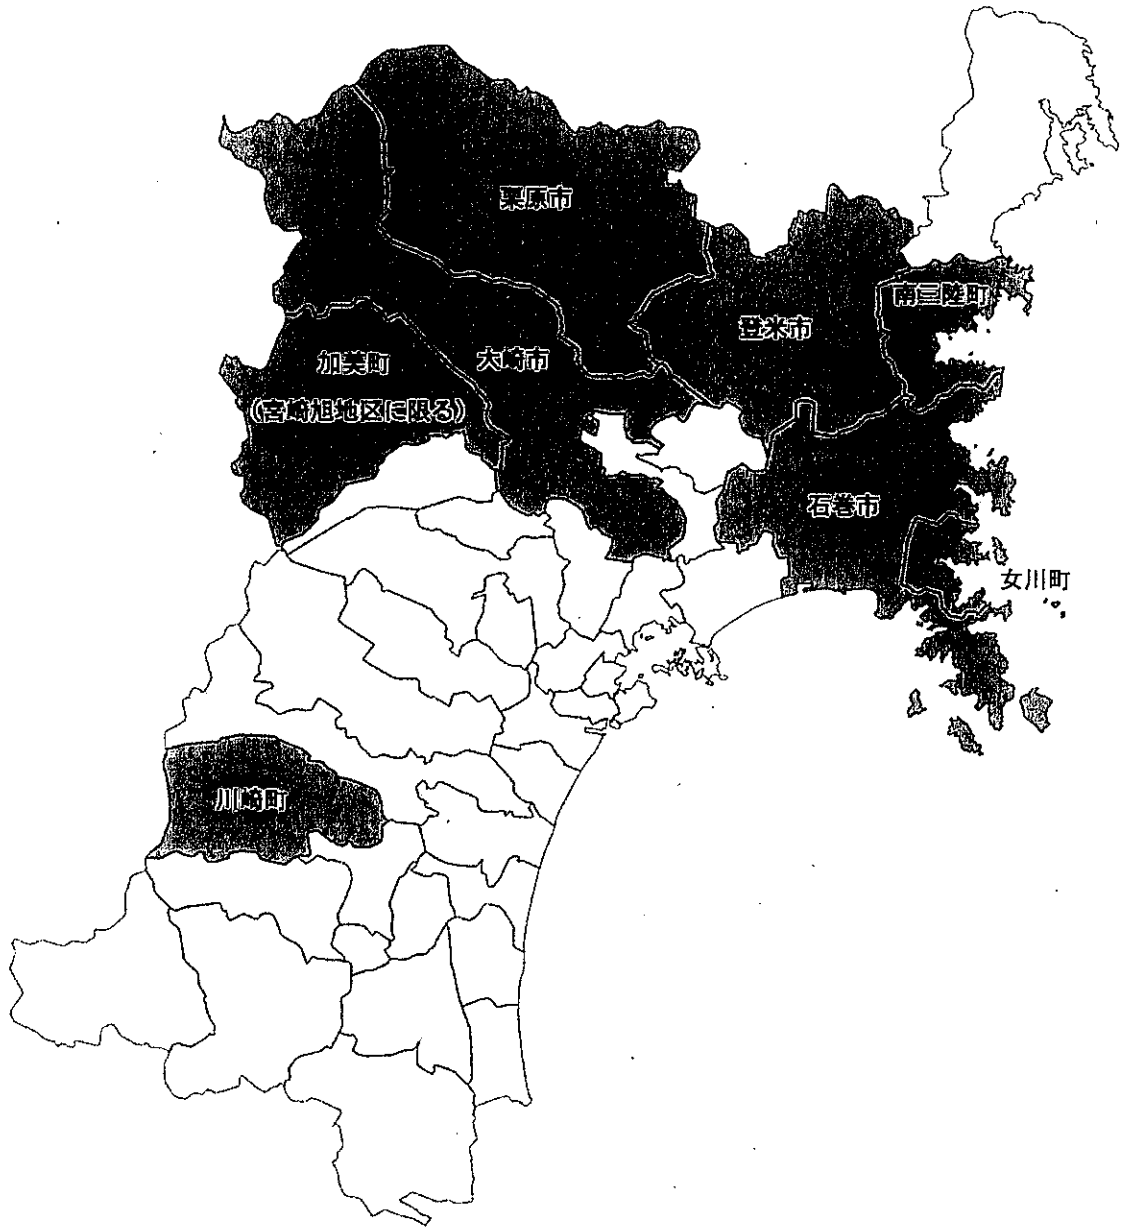 栗原市
南三陸町
登米市
加美町
大崎市
（宮崎旭地区に限る）
石巻市
女川町
川崎町